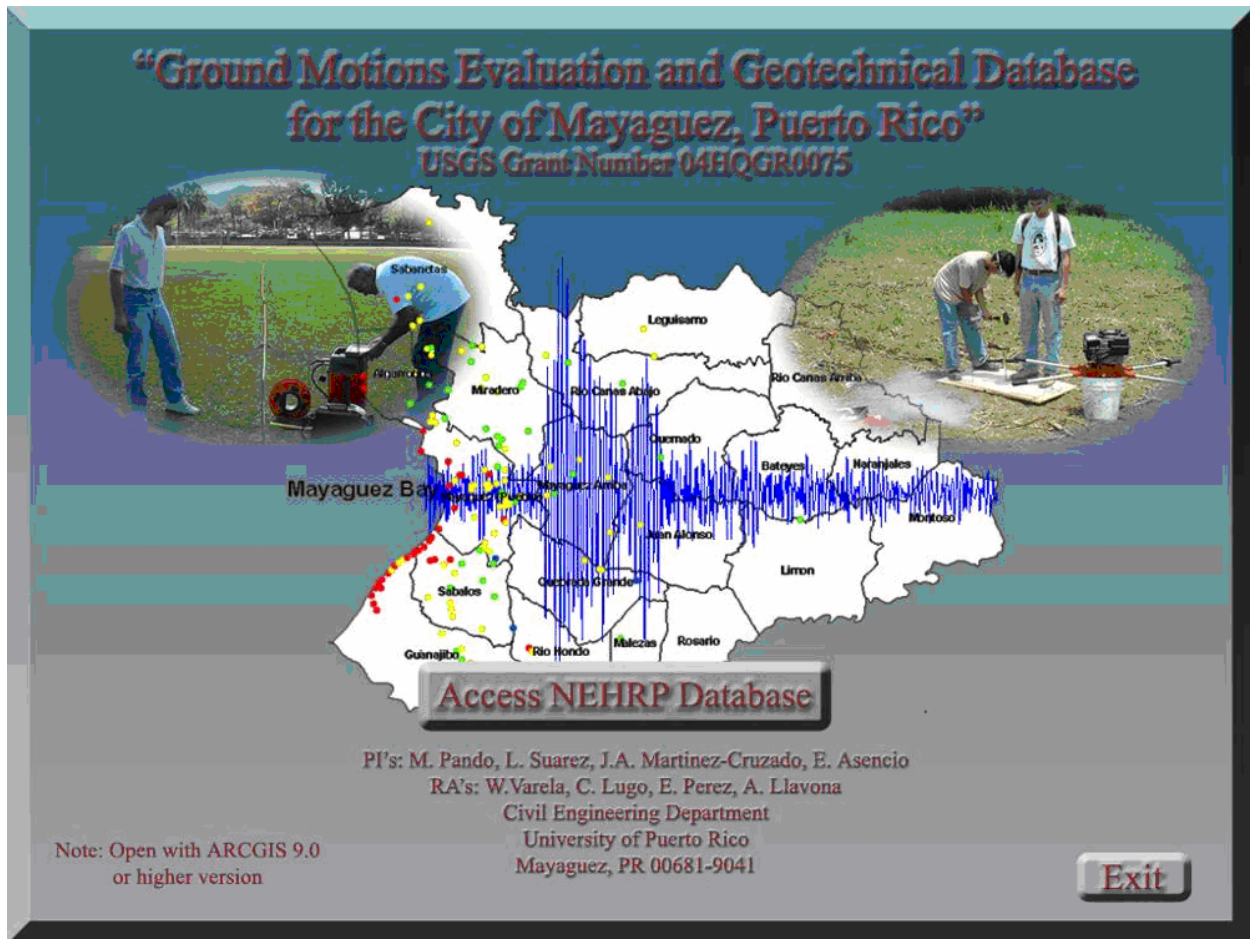 “Ground Motions Evaluation and Geotechnical Database
for the City of Mayaguez, Puerto Rico”
USGS Grant Number 04HQGR0075
Sabanetas
Leguisamo
Algarrobo
Miradero
Rio Canas Abajo
Rio Canas Arriba
Quemado
Bateyes
Naranjales
Mayaguez Bay
Mayaguez Arriba
Montoso
Juan Alonso
Limon
Quebrada Grande
Sabalos
Guanajibo
Rio Hondo
Malezas
Rosario
Access NEHRP Database
PI's: M. Pando, L. Suarez, J.A. Martinez-Cruzado, E. Asencio
RA's: W.Varela, C. Lugo, E. Perez, A. Llavona
Civil Engineering Department
University of Puerto Rico
Mayaguez, PR 00681-9041
Note: Open with ARCGIS 9.0
or higher version
Exit